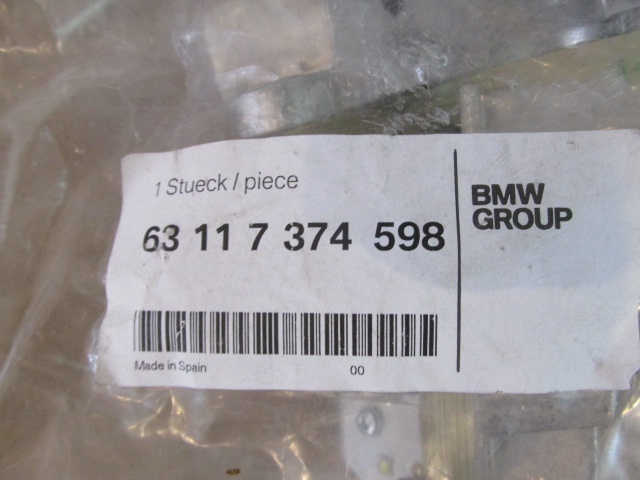 1 Stueck / piece
63 11 7 374 598
BMW
GROUP
Made in Spain
00